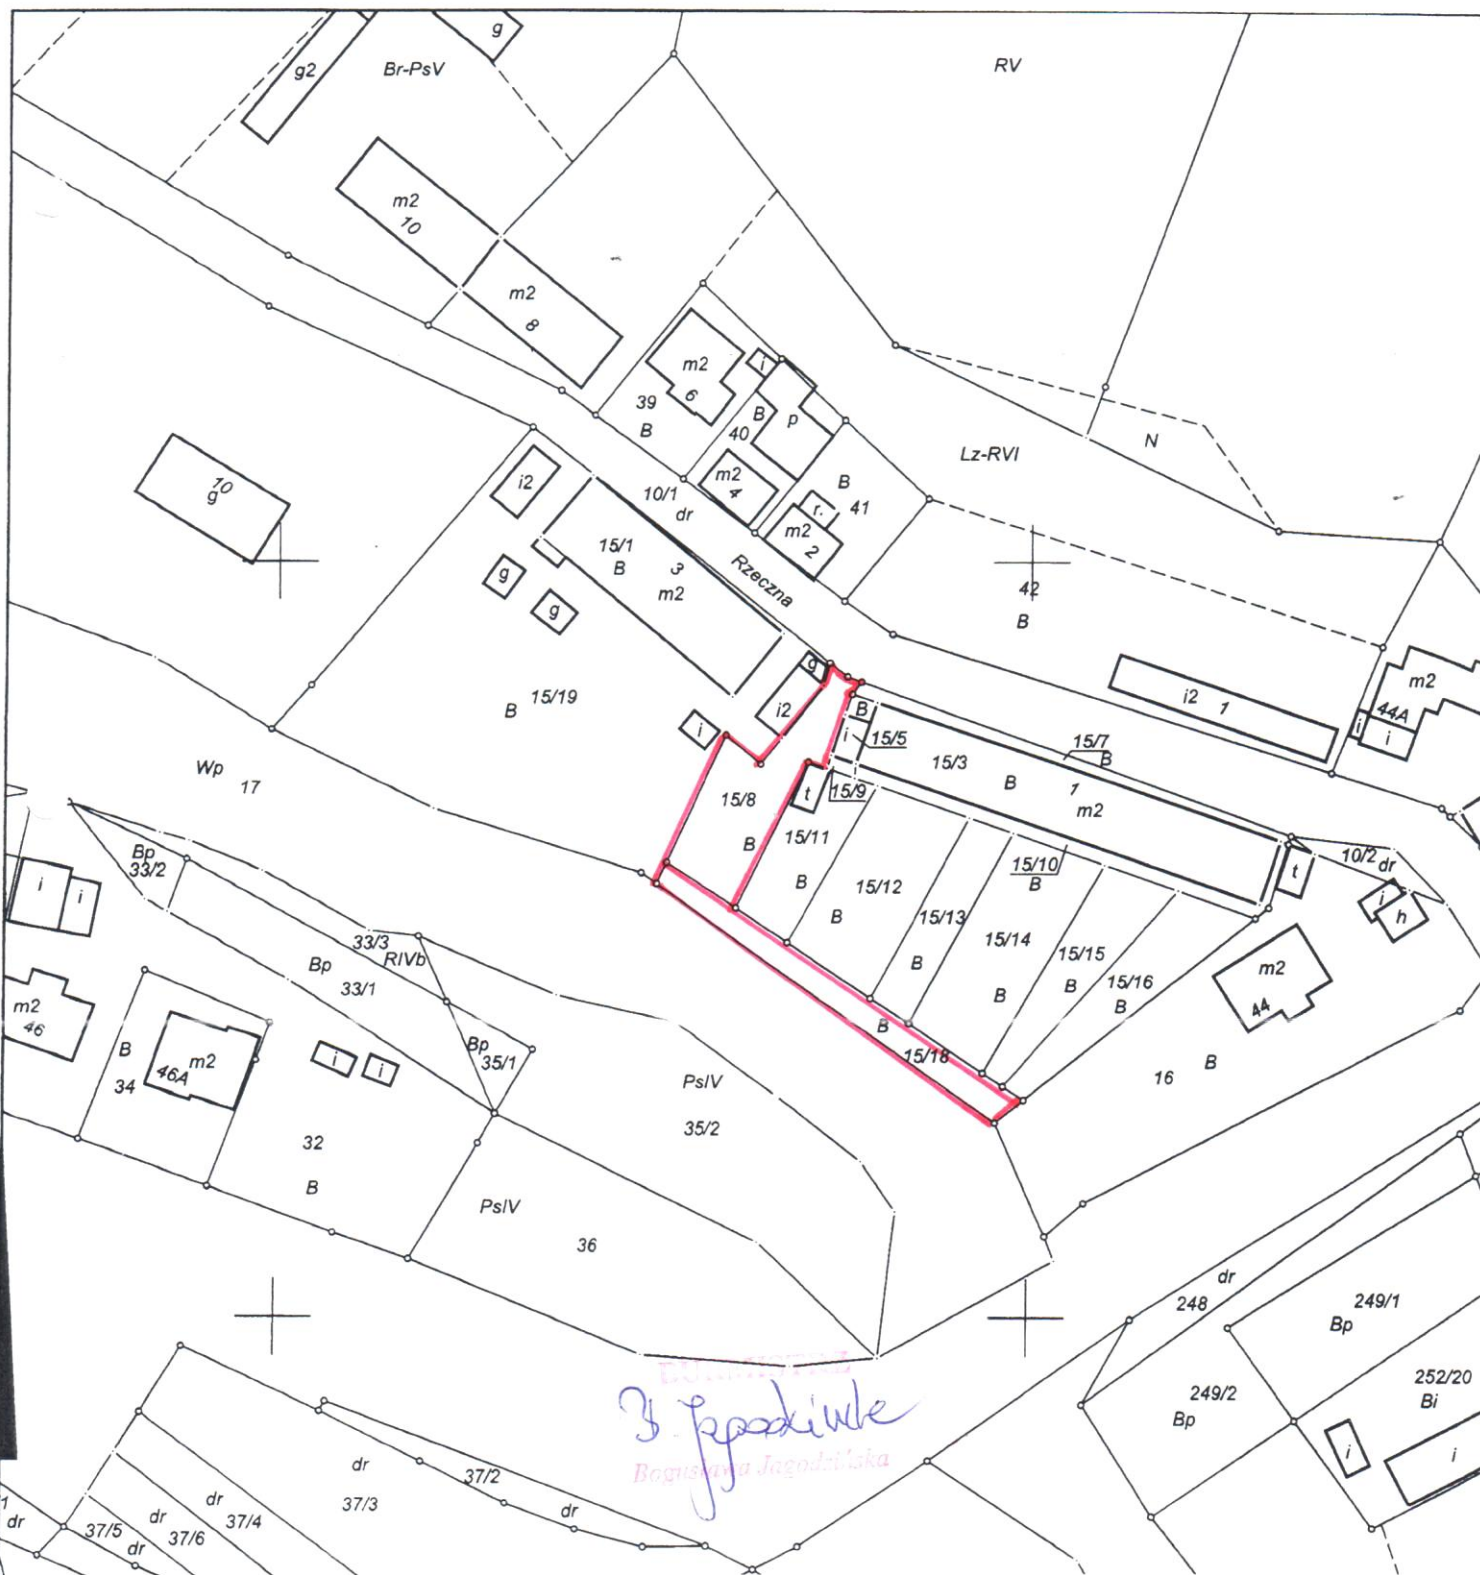 g
g2
Br-PsV
RV
m2
10
m2
8
m2
6
i
39
B
B
40
p
N
Lz-RVI
10
g
i2
10/1
dr
m2
4
B
41
r.
m2
2
15/1
B
3
m2
Rzeczna
g
g
42
B
g
15/19
B
i2
i
m2
44A
i
i
i2
1
B
i
15/5
15/7
B
15/3
B
1
m2
Wp
17
15/8
B
t
15/9
15/11
B
15/10
B
10/2
dr
t
i
h
Bp
33/2
i
i
15/12
B
15/13
B
15/14
B
15/15
B
15/16
B
m2
44
33/3
RIVb
Bp
33/1
m2
46
B
34
m2
46A
i
i
Bp
35/1
B
15/18
PsIV
35/2
16
B
32
B
PsIV
36
dr
248
249/1
Bp
249/2
Bp
252/20
Bi
i
i
BURMISTRZ
B. Jagodzińska
Bogusława Jagodzińska
dr
37/3
37/2
dr
dr
37/4
dr
37/6
37/5
dr
1
dr